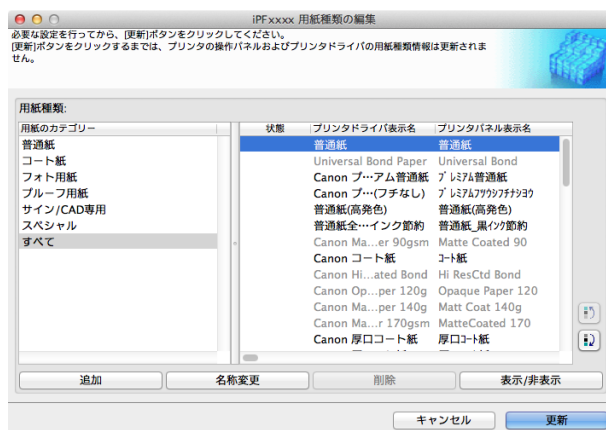 iPFxxxx 用紙種類の編集
必要な設定を行ってから、[更新]ボタンをクリックしてください。
[更新]ボタンをクリックするまでは、プリンタの操作パネルおよびプリンタドライバの用紙種類情報は更新されま
せん。
用紙種類:
用紙のカテゴリー
普通紙
コート紙
フォト用紙
プルーフ用紙
サイン/CAD専用
スペシャル
すべて
状態 プリンタドライバ表示名 プリンタパネル表示名
普通紙 普通紙
Universal Bond Paper Universal Bond
Canon プ…アム普通紙 プレミアム普通紙
Canon プ…(フチなし) プレミアムフツウシフチナシヨウ
普通紙(高発色) 普通紙(高発色)
普通紙全…インク節約 普通紙_黒インク節約
Canon Ma...er 90gsm Matte Coated 90
Canon コート紙 コート紙
Canon Hi...ated Bond Hi ResCtd Bond
Canon Op...per 120g Opaque Paper 120
Canon Ma...per 140g Matt Coat 140g
Canon Ma...r 170gsm MatteCoated 170
Canon 厚口コート紙 厚口コート紙
追加 名称変更 削除 表示/非表示
キャンセル 更新